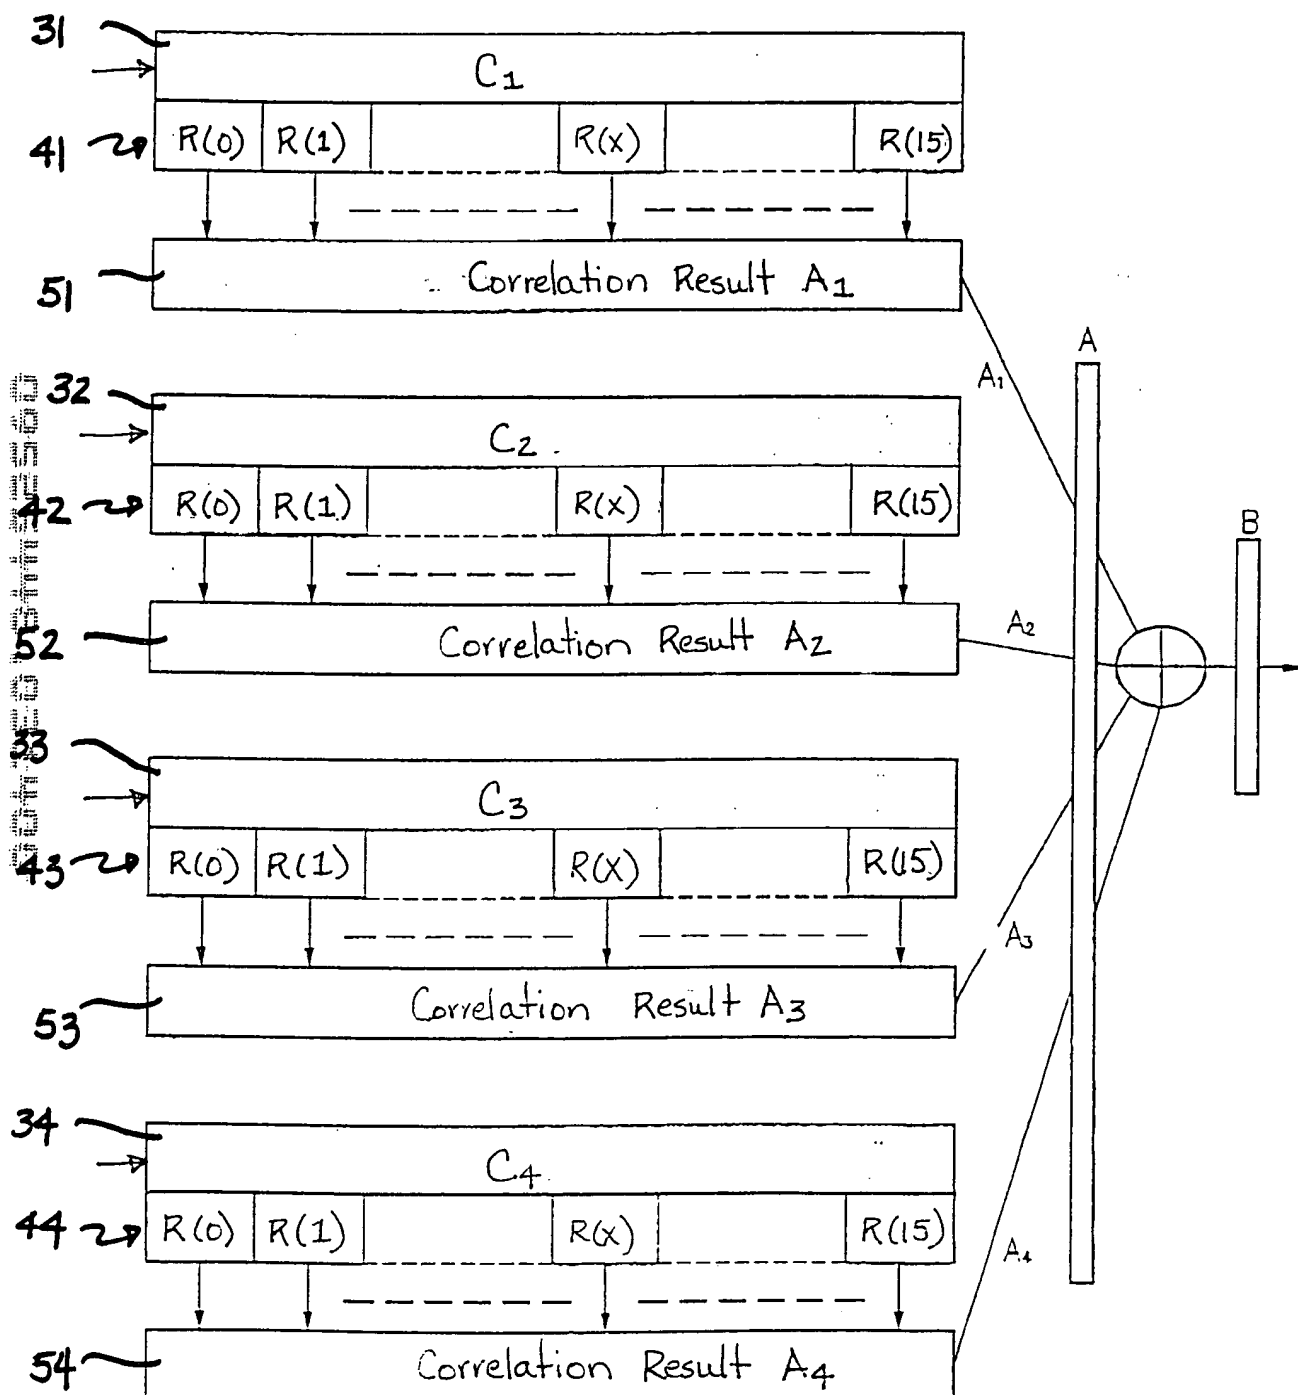 31
C1
41 R(0) R(1) R(x) R(15)
51 Correlation Result A1
A
A1
32
C2
B
42 R(0) R(1) R(x) R(15)
52 Correlation Result A2
A2
33
C3
43 R(0) R(1) R(x) R(15)
A3
53 Correlation Result A3
34
C4
44 R(0) R(1) R(x) R(15)
A4
54 Correlation Result A4